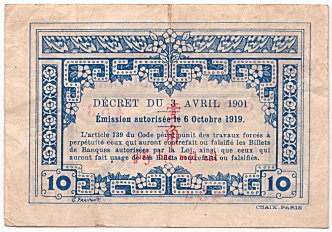 DÉCRET DU 3 AVRIL 1901
Émission autorisée le 6 Octobre 1919.
L'article 139 du Code pénal punit des travaux forcés à
perpétuité ceux qui auront contrefait ou falsifié les Billets
de Banques autorisées par la Loi, ainsi que ceux qui
auront fait usage de ces Billets contrefaits ou falsifiés.
10
10
CHAIX, PARIS